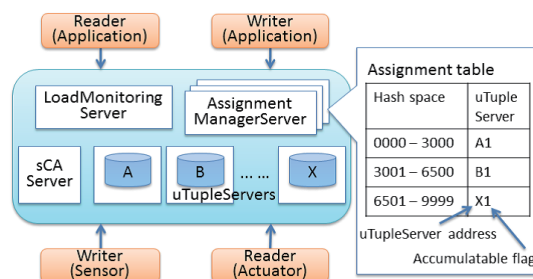 Reader
(Application)
Writer
(Application)
LoadMonitoring
Server
Assignment
ManagerServer
sCA
Server
A
B
... ...
X
uTupleServers
Writer
(Sensor)
Reader
(Actuator)
Assignment table
Hash space
uTuple
Server
0000 – 3000
A1
3001 – 6500
B1
6501 – 9999
X1
uTupleServer address
Accumulatable flag